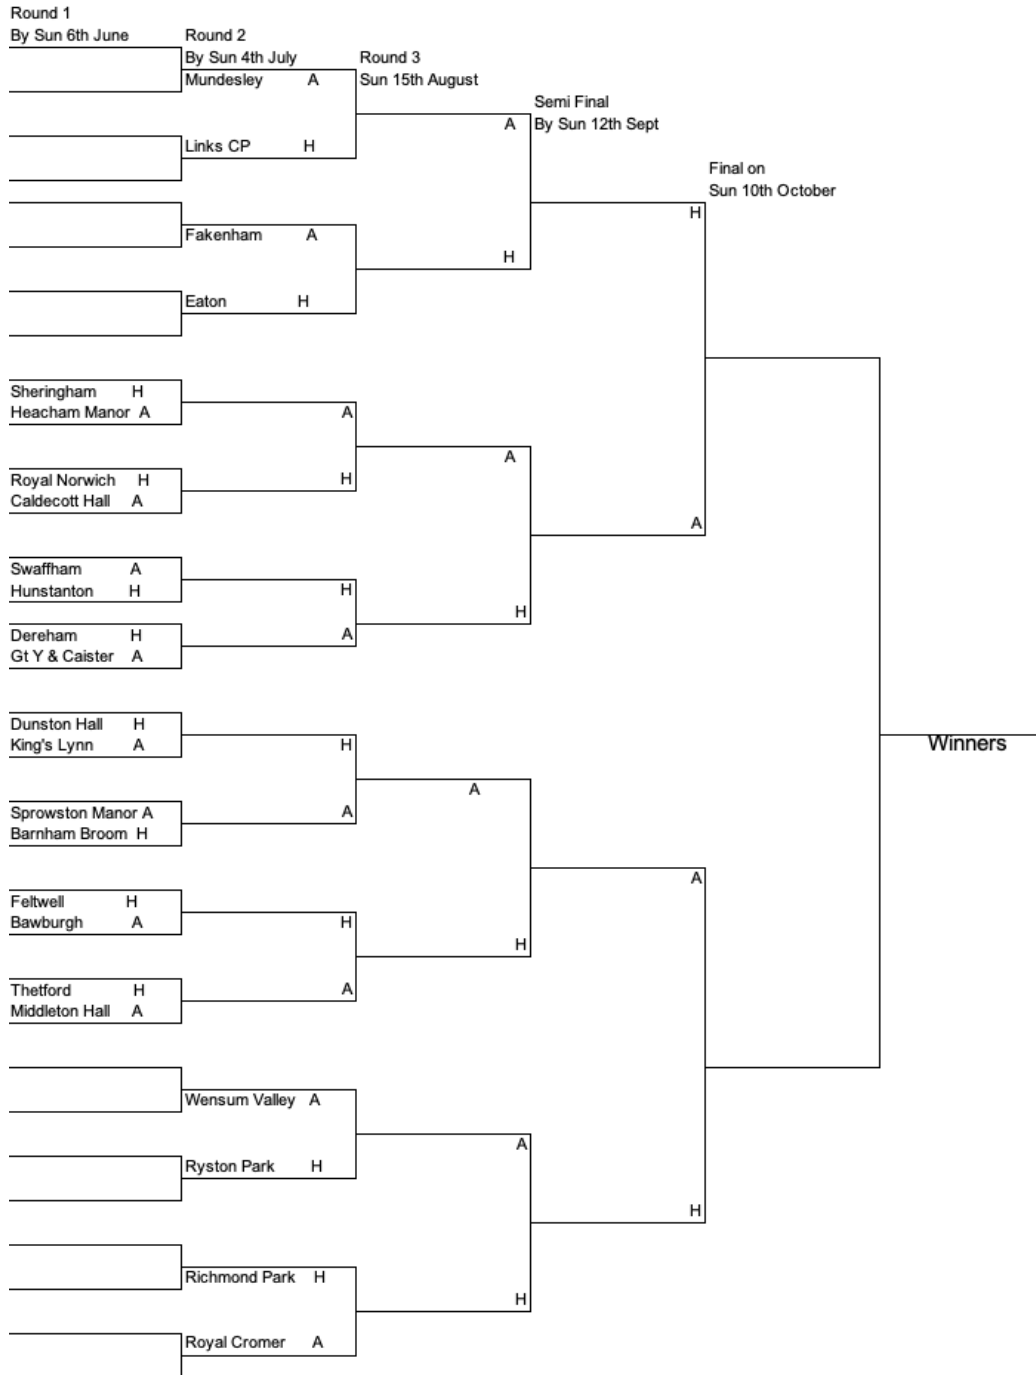 Round 1
By Sun 6th June
Round 2
By Sun 4th July
Round 3
Sun 15th August
Semi Final
By Sun 12th Sept
Final on
Sun 10th October
Mundesley A
Links CP H
A
Fakenham A
Eaton H
H
H
Sheringham H
Heacham Manor A
A
Royal Norwich H
Caldecott Hall A
H
A
Swaffham A
Hunstanton H
H
Dereham H
Gt Y & Caister A
A
H
A
Dunston Hall H
King's Lynn A
H
Sprowston Manor A
Barnham Broom H
A
A
Feltwell H
Bawburgh A
H
Thetford H
Middleton Hall A
A
H
A
Wensum Valley A
Ryston Park H
A
Richmond Park H
Royal Cromer A
H
H
Winners